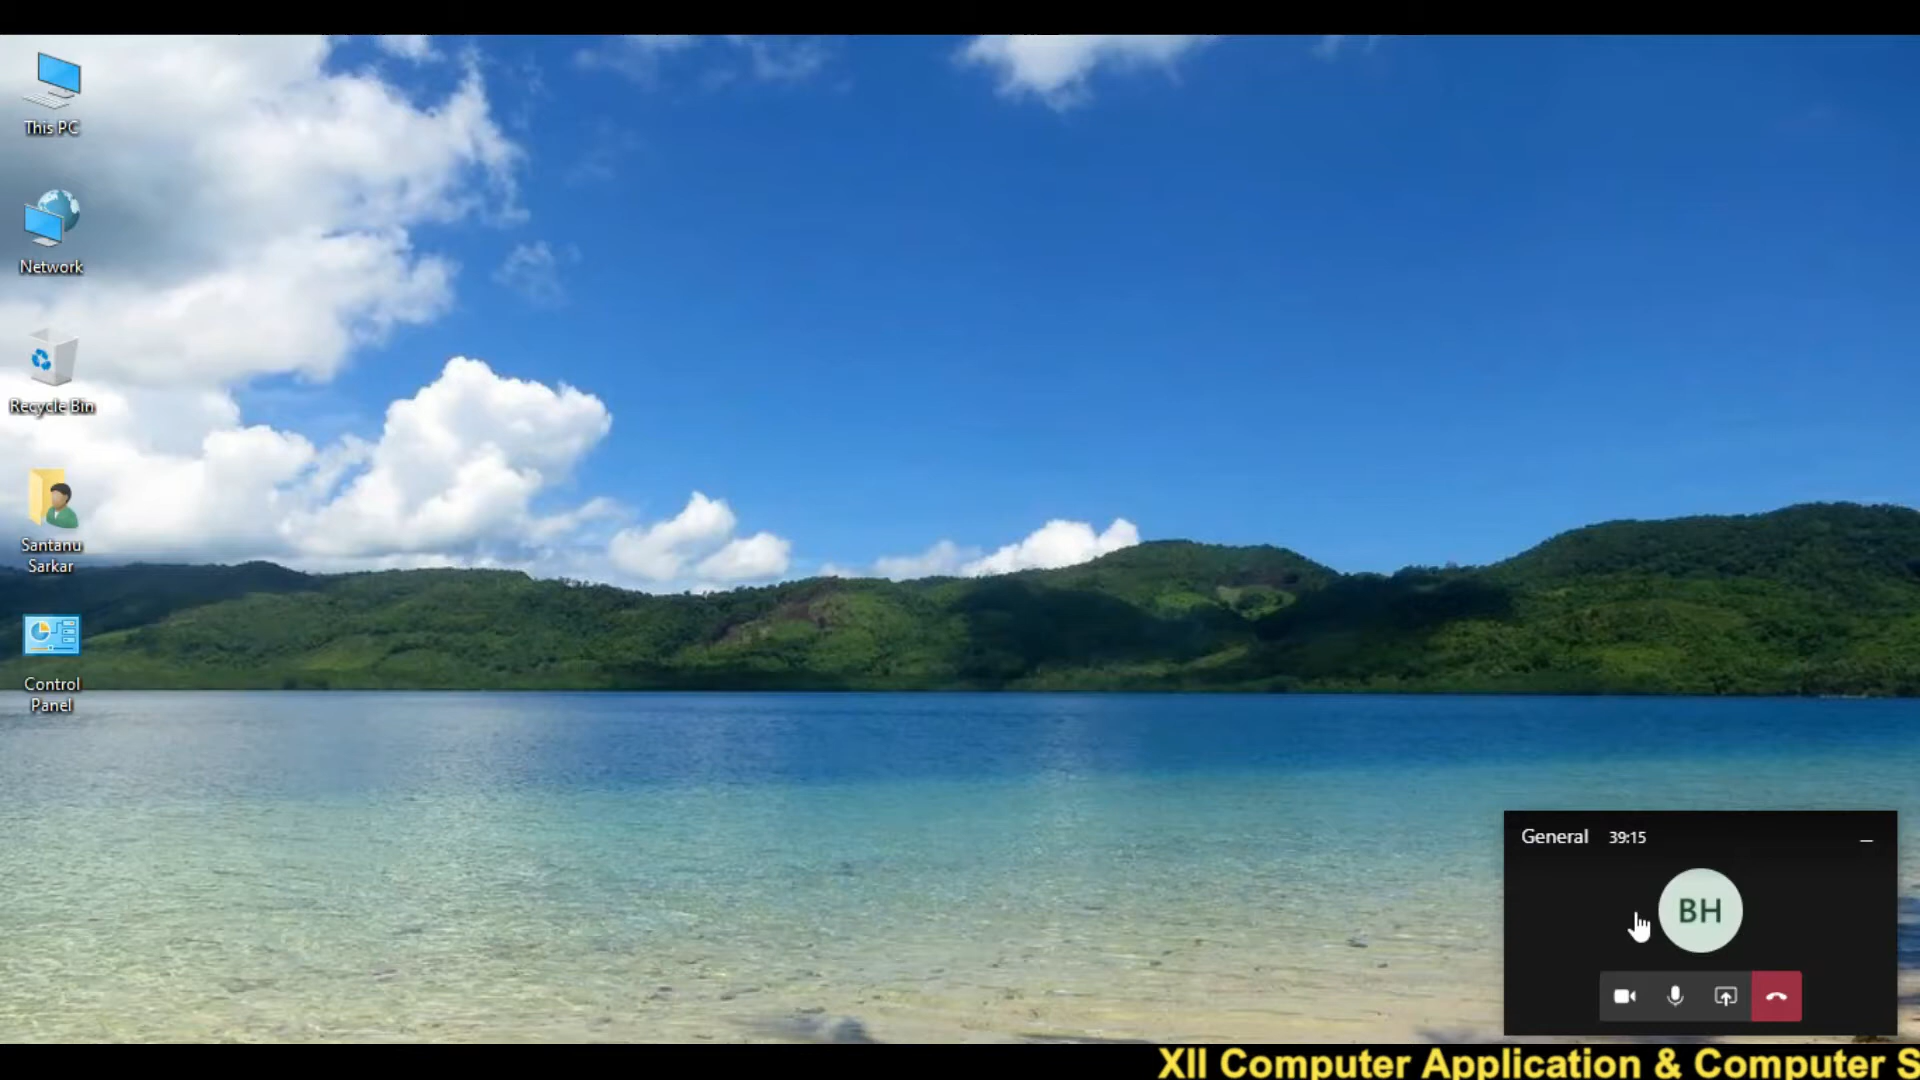 This PC
Network
Recycle Bin
Santanu
Sarkar
Control
Panel
General 39:15
BH
XII Computer Application & Computer S